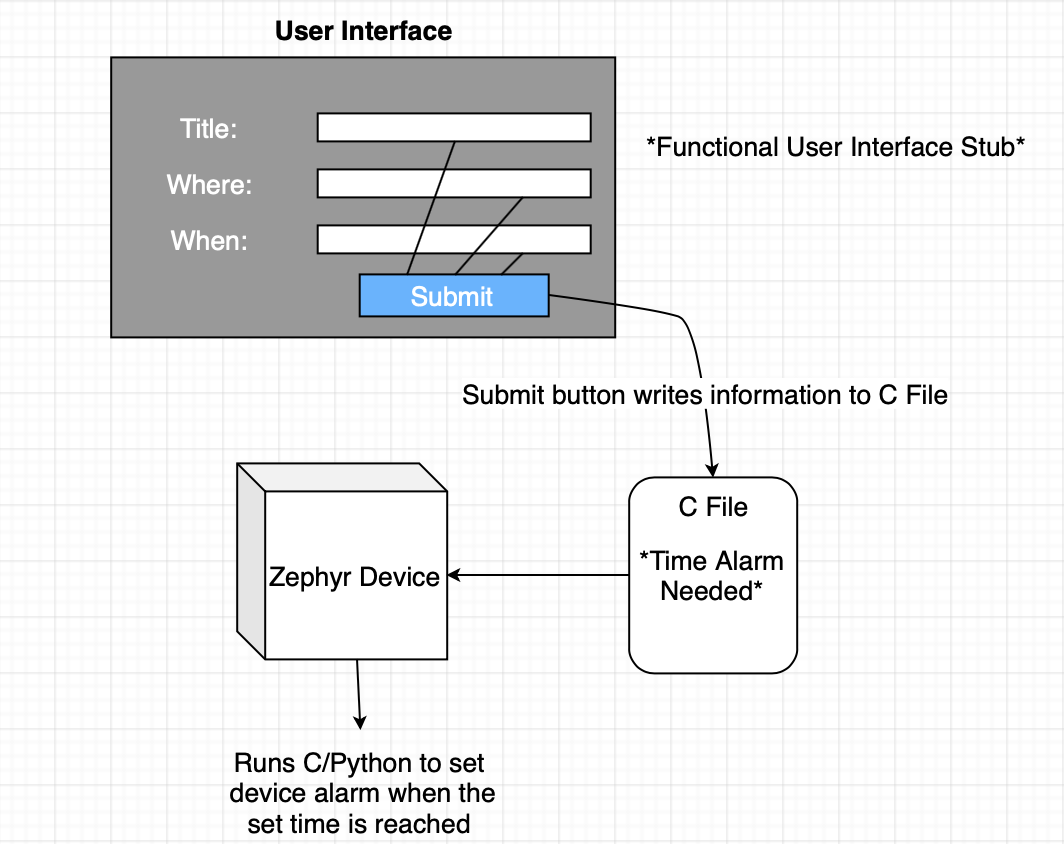 User Interface
Title:
*Functional User Interface Stub*
Where:
When:
Submit
Submit button writes information to C File
C File
*Time Alarm
Needed*
Zephyr Device
Runs C/Python to set
device alarm when the
set time is reached